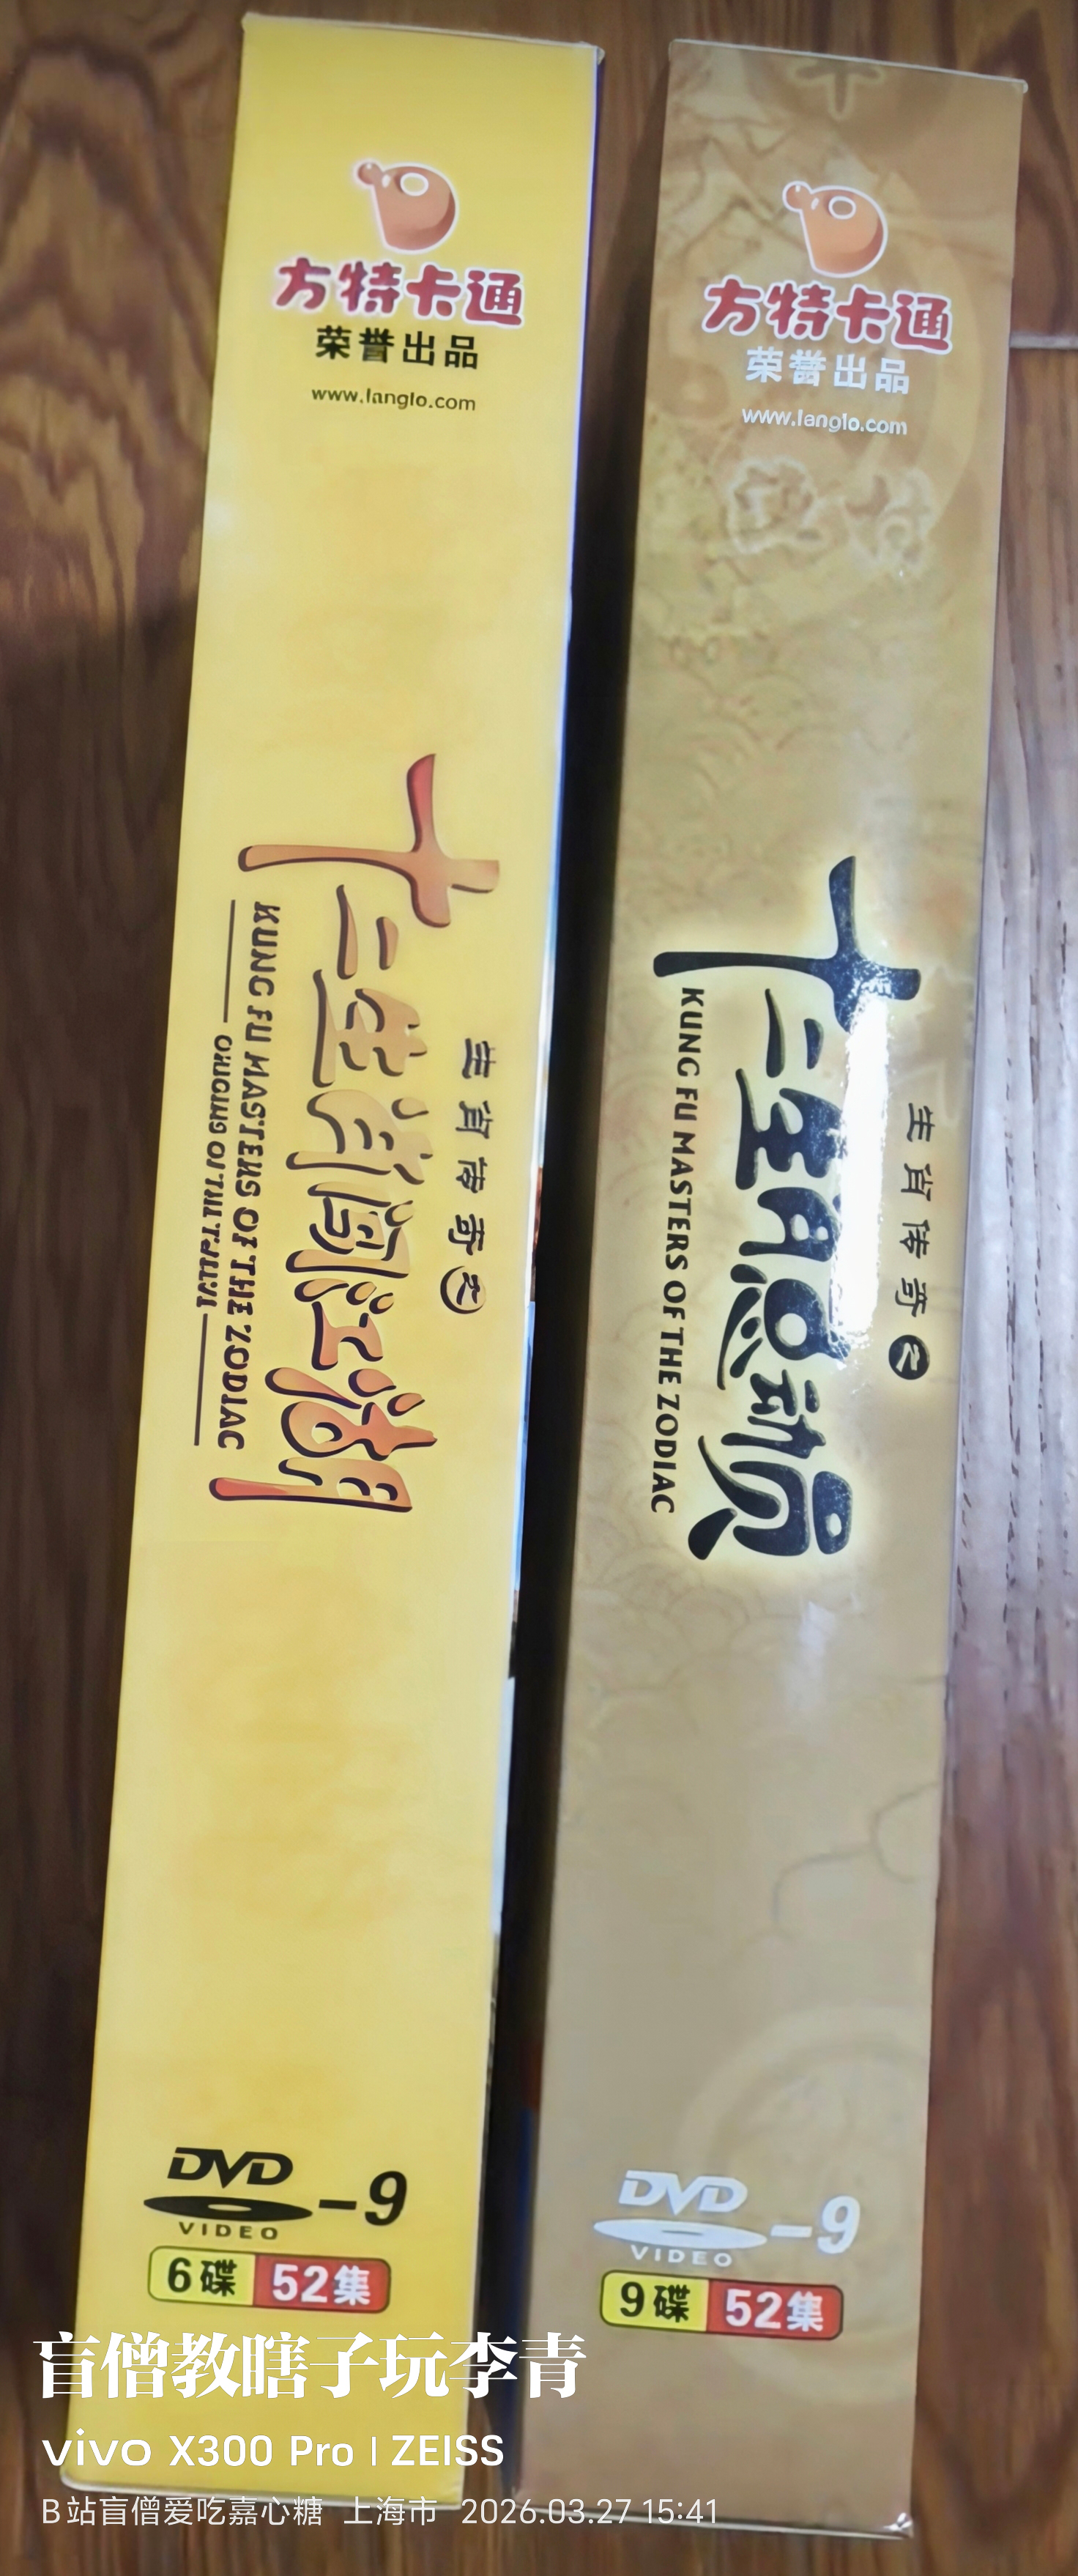 方特卡通
荣誉出品
www.langlo.com
生肖传奇之
十二生肖闯江湖
KUNG FU MASTERS OF THE ZODIAC
ORIGINS OF THE
DVD-9
VIDEO
6碟 52集
方特卡通
荣誉出品
www.langlo.com
生肖传奇之
十二生肖总动员
KUNG FU MASTERS OF THE ZODIAC
DVD-9
VIDEO
9碟 52集
盲僧教瞎子玩李青
vivo X300 Pro | ZEISS
B站盲僧爱吃嘉心糖 上海市 2026.03.27 15:41